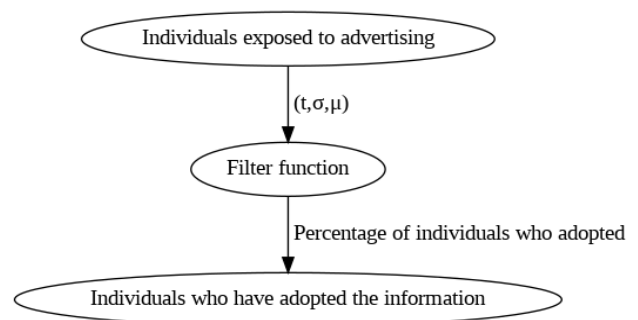 Individuals exposed to advertising
(t,σ,μ)
Filter function
Percentage of individuals who adopted
Individuals who have adopted the information